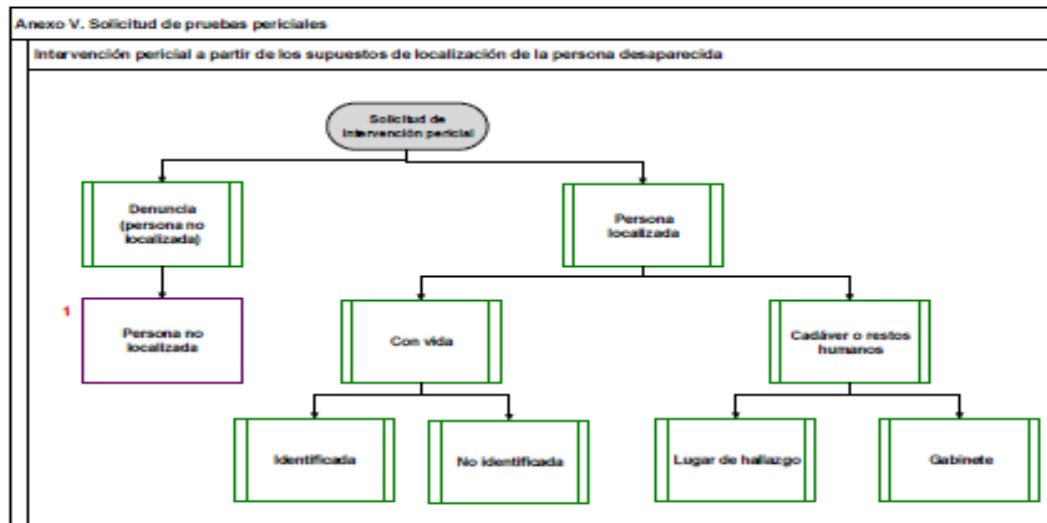 Anexo V. Solicitud de pruebas periciales
Intervención pericial a partir de los supuestos de localización de la persona desaparecida
Solicitud de
intervención pericial
Denuncia
(persona no
localizada)
Persona
localizada
1
Persona no
localizada
Con vida
Cadáver o restos
humanos
Identificada
No identificada
Lugar de hallazgo
Gabinete